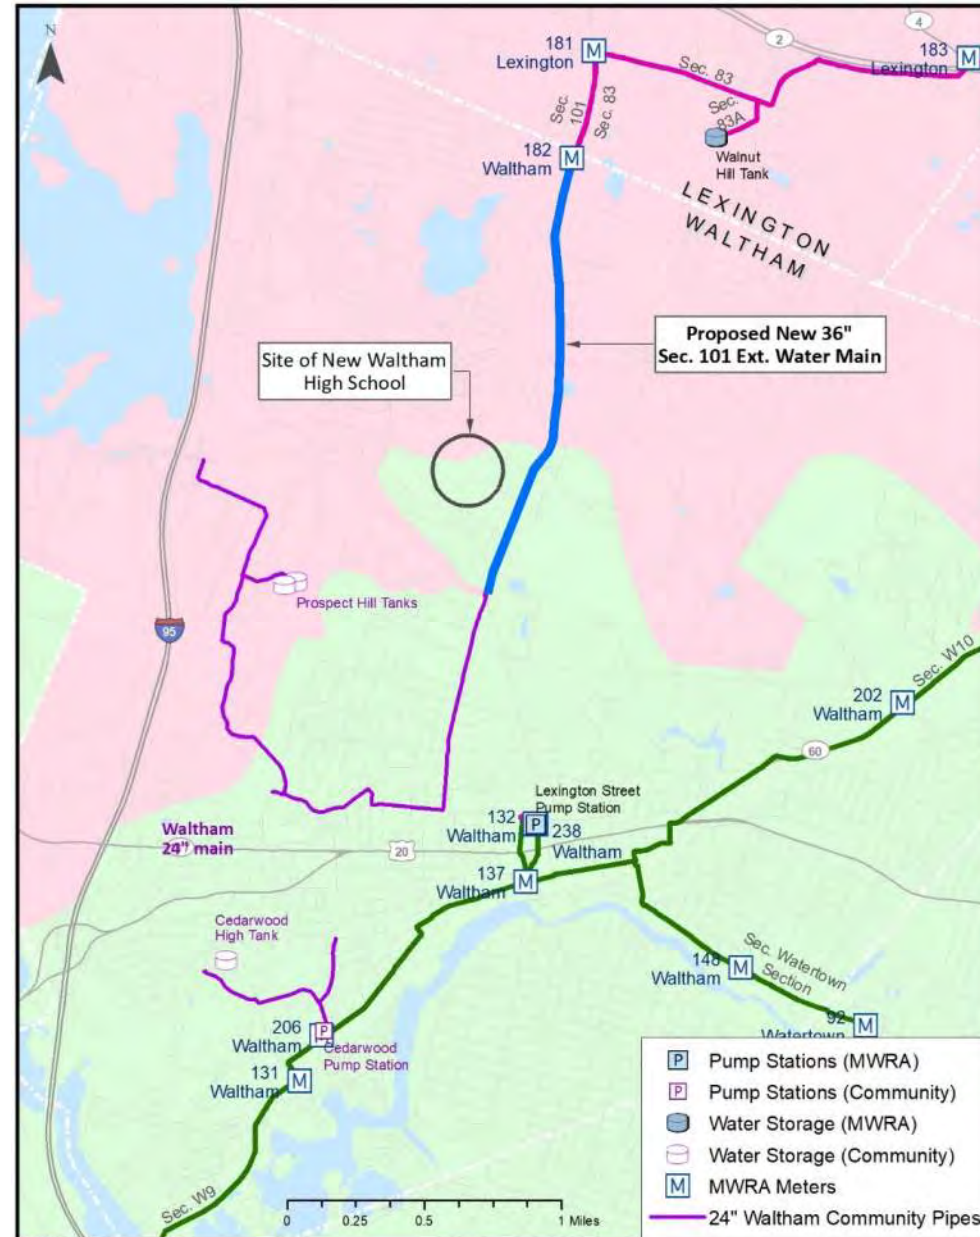 N
181
Lexington
M
2
4
183
Lexington
M
Sec. 83
Sec.
83A
Sec.
101
Sec. 83
182
Waltham
M
Walnut
Hill Tank
LEXINGTON
WALTHAM
Proposed New 36"
Sec. 101 Ext. Water Main
Site of New Waltham
High School
Prospect Hill Tanks
95
Sec. W10
202
Waltham
M
60
Lexington Street
Pump Station
132
Waltham
P
238
Waltham
Waltham
24" main
20
137
Waltham
M
Cedarwood
High Tank
148
Waltham
M
Sec. Watertown
Section
92
Watertown
M
206
Waltham
P
Cedarwood
Pump Station
131
Waltham
M
Sec. W9
0 0.25 0.5 1 Miles
P Pump Stations (MWRA)
P Pump Stations (Community)
Water Storage (MWRA)
Water Storage (Community)
M MWRA Meters
24" Waltham Community Pipes